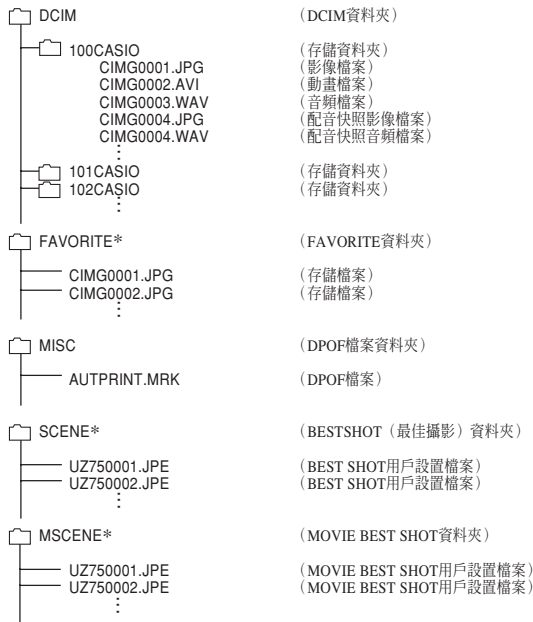 DCIM （DCIM資料夾）
100CASIO （存儲資料夾）
CIMG0001.JPG （影像檔案）
CIMG0002.AVI （動畫檔案）
CIMG0003.WAV （音頻檔案）
CIMG0004.JPG （配音快照影像檔案）
CIMG0004.WAV （配音快照音頻檔案）
101CASIO （存儲資料夾）
102CASIO （存儲資料夾）
FAVORITE* （FAVORITE資料夾）
CIMG0001.JPG （存儲檔案）
CIMG0002.JPG （存儲檔案）
MISC （DPOF檔案資料夾）
AUTPRINT.MRK （DPOF檔案）
SCENE* （BESTSHOT（最佳攝影）資料夾）
UZ750001.JPE （BEST SHOT用戶設置檔案）
UZ750002.JPE （BEST SHOT用戶設置檔案）
MSCENE* （MOVIE BEST SHOT資料夾）
UZ750001.JPE （MOVIE BEST SHOT用戶設置檔案）
UZ750002.JPE （MOVIE BEST SHOT用戶設置檔案）